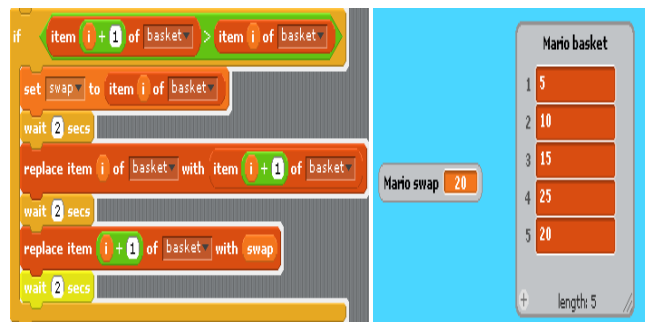 if item i + 1 of basket > item i of basket
set swap to item i of basket
wait 2 secs
replace item i of basket with item i + 1 of basket
wait 2 secs
replace item i + 1 of basket with swap
wait 2 secs
Mario swap 20
Mario basket
1 5
2 10
3 15
4 25
5 20
+ length: 5